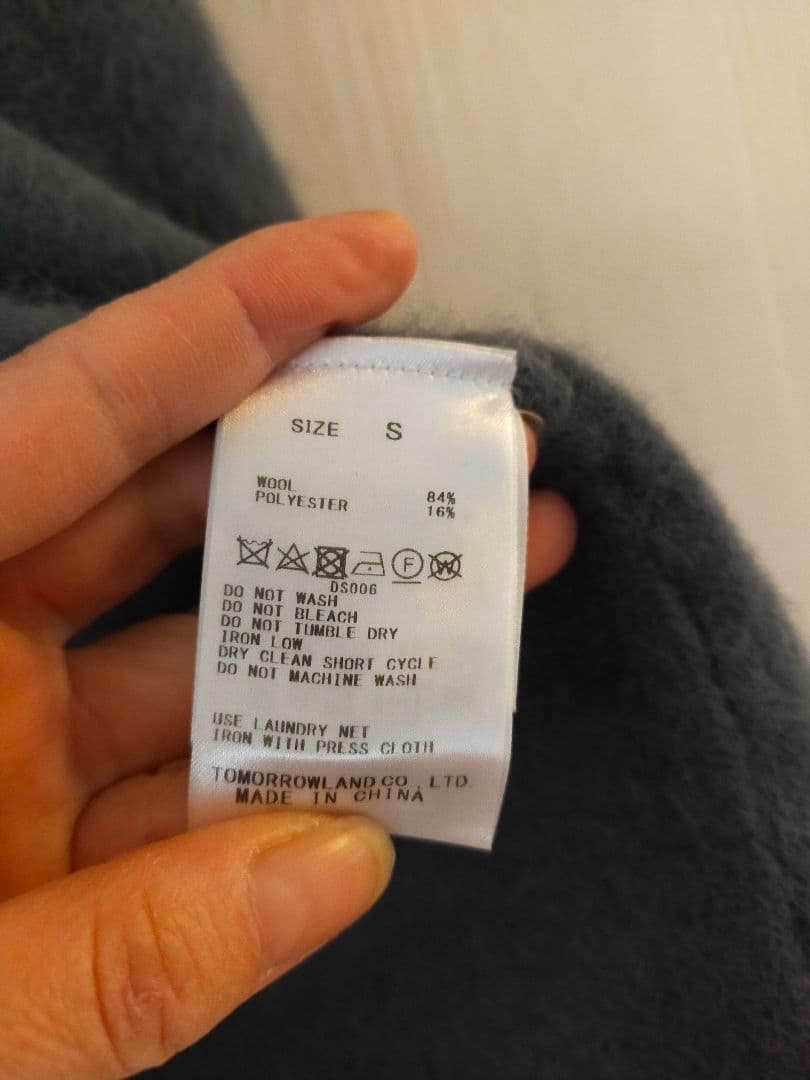 SIZE S
WOOL 84%
POLYESTER 16%
F W
DS006
DO NOT WASH
DO NOT BLEACH
DO NOT TUMBLE DRY
IRON LOW
DRY CLEAN SHORT CYCLE
DO NOT MACHINE WASH
USE LAUNDRY NET
IRON WITH PRESS CLOTH
TOMORROWLAND CO., LTD.
MADE IN CHINA